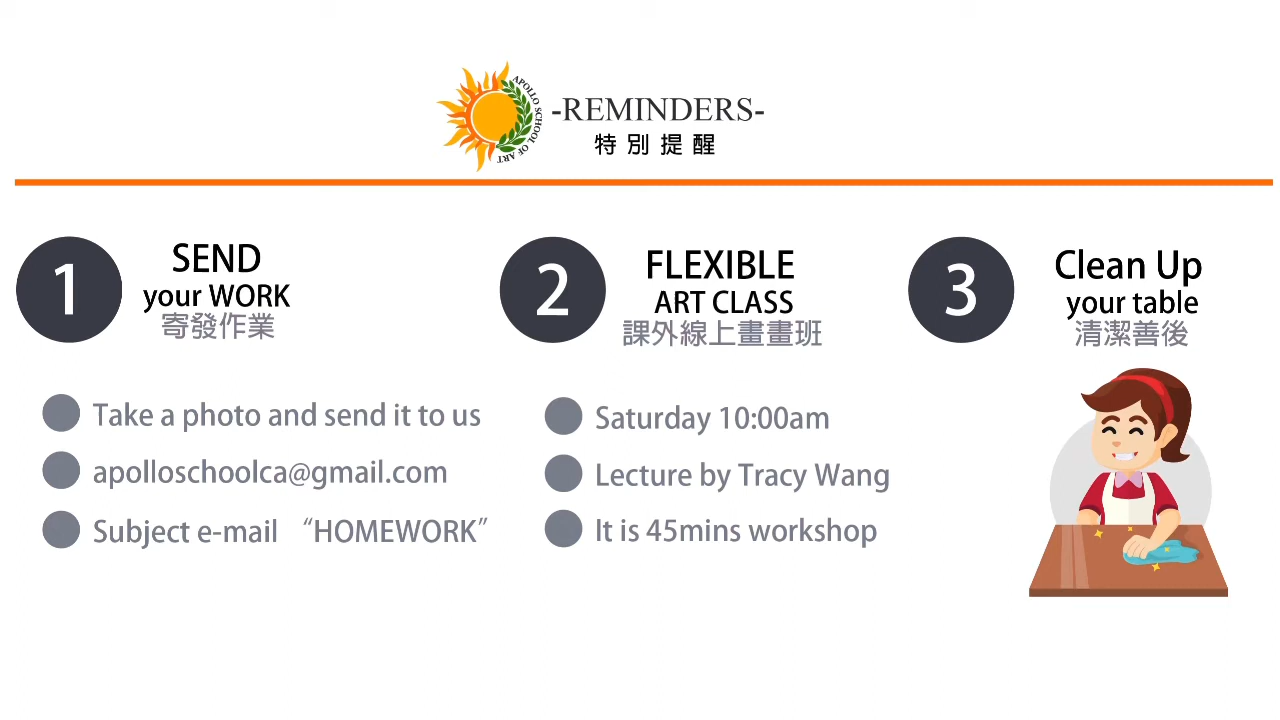 APOLLO SCHOOL OF ART
-REMINDERS-
特別提醒
1
SEND
your WORK
寄發作業
Take a photo and send it to us
apolloschoolca@gmail.com
Subject e-mail “HOMEWORK”
2
FLEXIBLE
ART CLASS
課外線上畫畫班
Saturday 10:00am
Lecture by Tracy Wang
It is 45mins workshop
3
Clean Up
your table
清潔善後